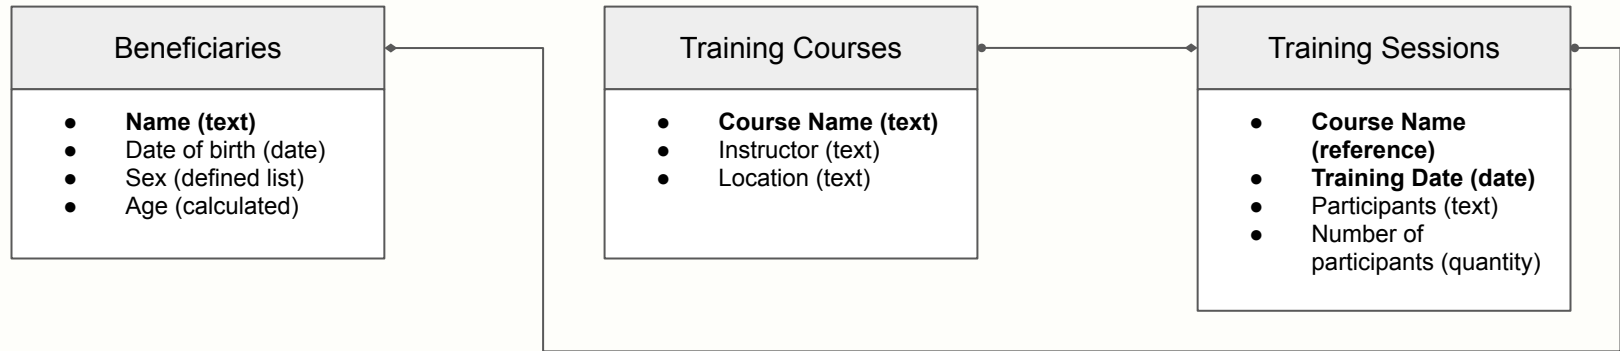 Beneficiaries
● Name (text)
● Date of birth (date)
● Sex (defined list)
● Age (calculated)
Training Courses
● Course Name (text)
● Instructor (text)
● Location (text)
Training Sessions
● Course Name
(reference)
● Training Date (date)
● Participants (text)
● Number of
participants (quantity)